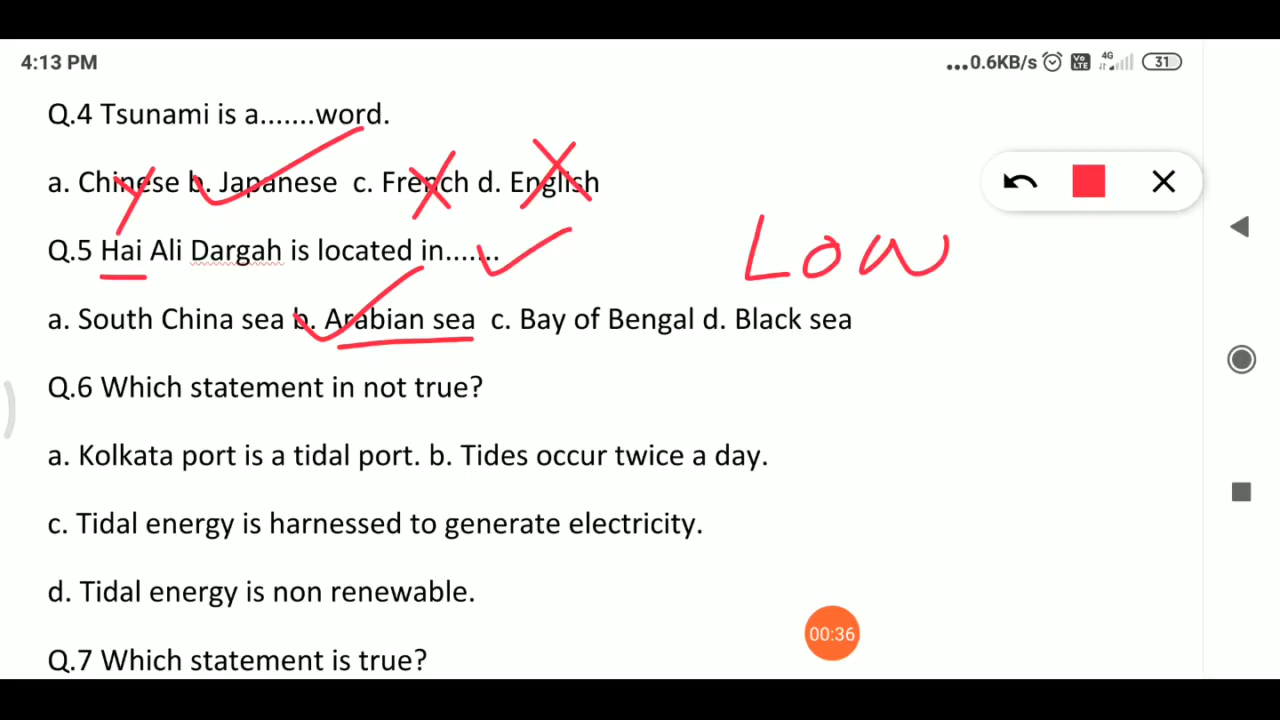 4:13 PM
...0.6KB/s Vo LTE 4G 31
Q.4 Tsunami is a.......word.
a. Chinese b. Japanese c. French d. English
Q.5 Hai Ali Dargah is located in.......
Low
a. South China sea b. Arabian sea c. Bay of Bengal d. Black sea
Q.6 Which statement in not true?
a. Kolkata port is a tidal port. b. Tides occur twice a day.
c. Tidal energy is harnessed to generate electricity.
d. Tidal energy is non renewable.
00:36
Q.7 Which statement is true?